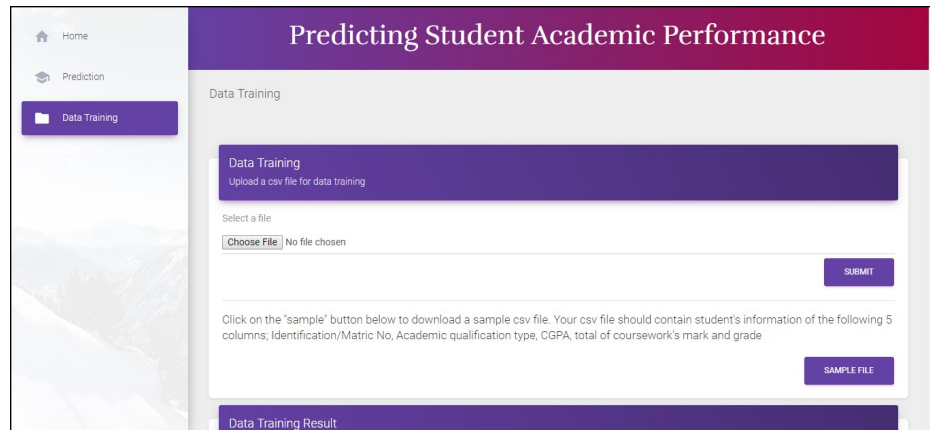 Home
Predicting Student Academic Performance
Prediction
Data Training
Data Training
Data Training
Upload a csv file for data training
Select a file
Choose File No file chosen
SUBMIT
Click on the "sample" button below to download a sample csv file. Your csv file should contain student's information of the following 5
columns; Identification/Matric No, Academic qualification type, CGPA, total of coursework's mark and grade
SAMPLE FILE
Data Training Result